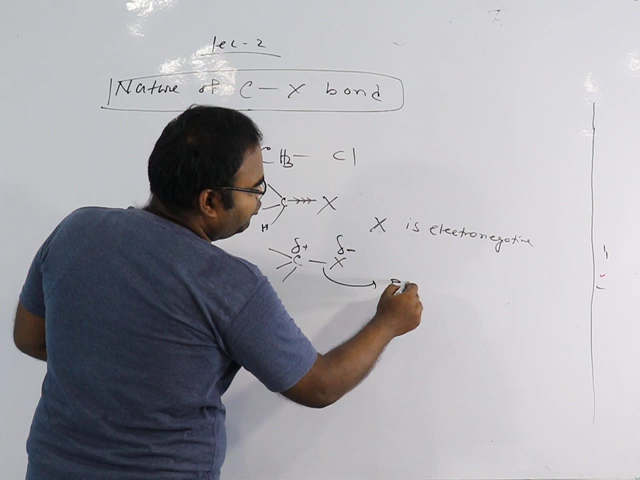 lec-2
Nature of C-X bond
CH3- Cl
C X
H
X is electronegative
δ+ δ-
C - X